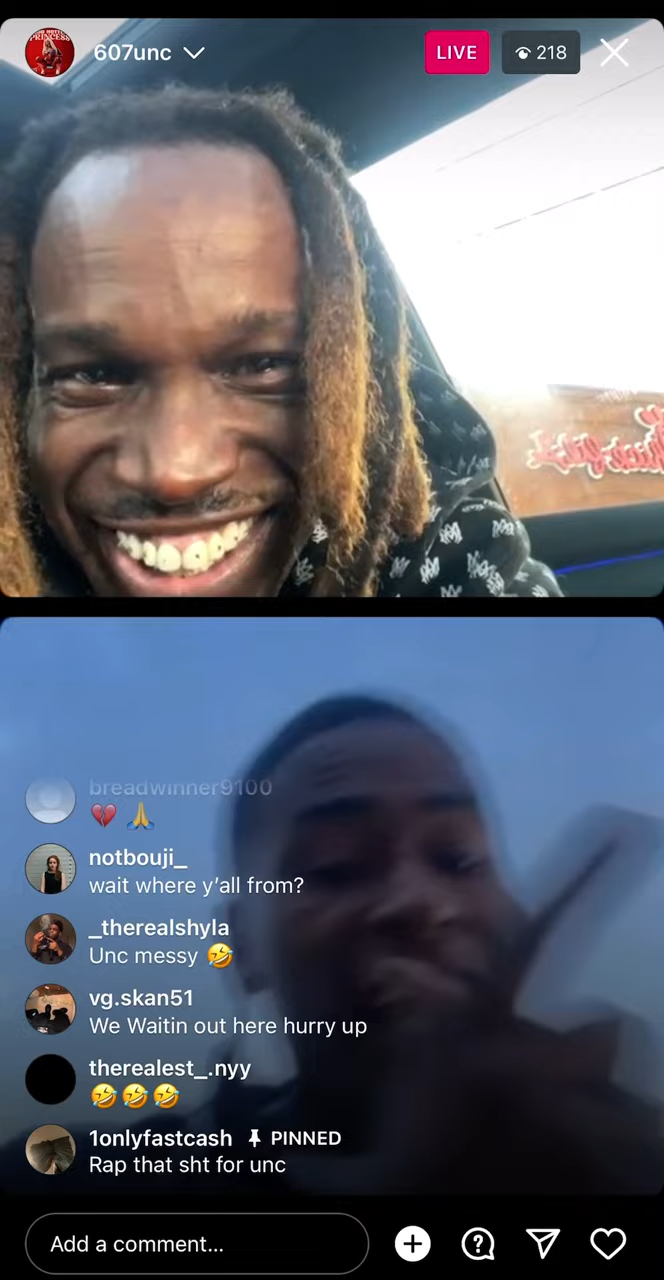 PRINCESS
607unc
LIVE
218
breadwinner9100
💔 🙏
notbouji_
wait where y’all from?
_therealshyla
Unc messy 🤣
vg.skan51
We Waitin out here hurry up
therealest_.nyy
🤣🤣🤣
1onlyfastcash PINNED
Rap that sht for unc
Add a comment...